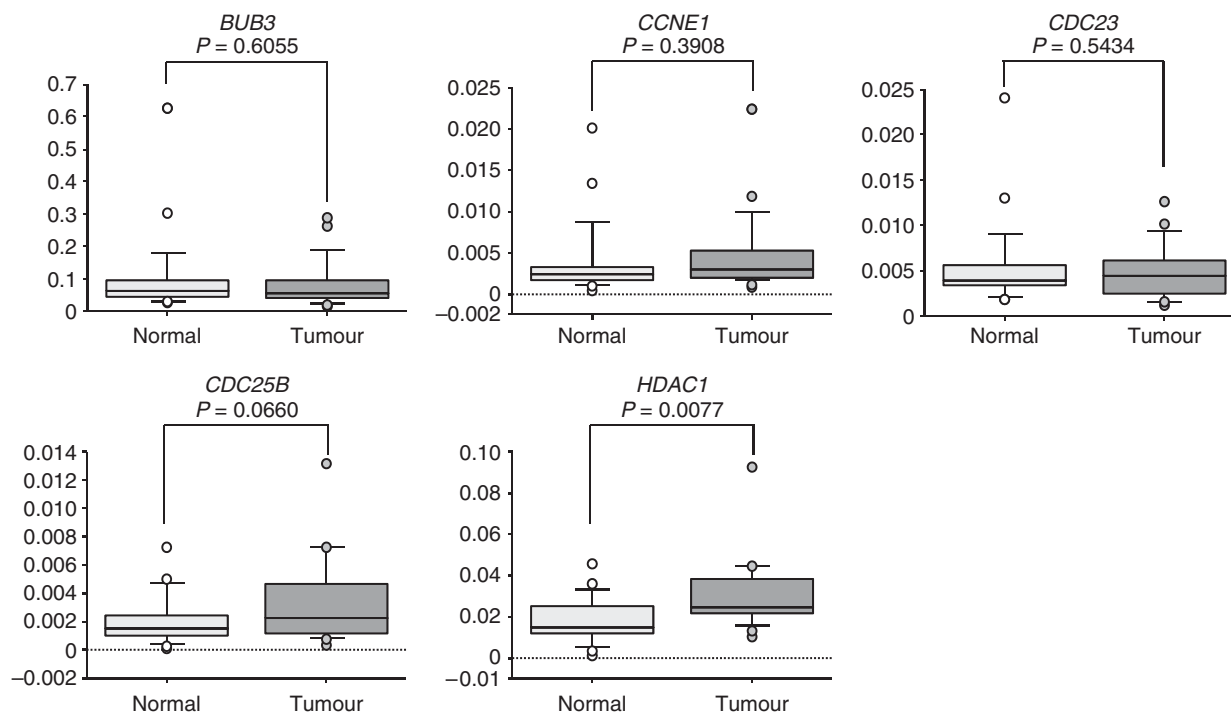 BUB3
P = 0.6055
0.7
0.6
0.5
0.4
0.3
0.2
0.1
0
Normal
Tumour
CCNE1
P = 0.3908
0.025
0.020
0.015
0.010
0.005
0
−0.002
Normal
Tumour
CDC23
P = 0.5434
0.025
0.020
0.015
0.010
0.005
0
Normal
Tumour
CDC25B
P = 0.0660
0.014
0.012
0.010
0.008
0.006
0.004
0.002
0
−0.002
Normal
Tumour
HDAC1
P = 0.0077
0.10
0.08
0.06
0.04
0.02
0
−0.01
Normal
Tumour